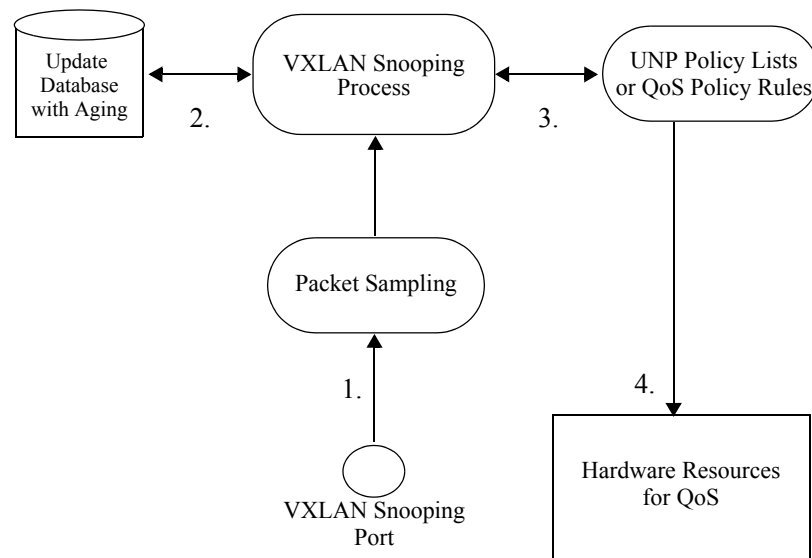 Update
Database
with Aging
2.
VXLAN Snooping
Process
3.
UNP Policy Lists
or QoS Policy Rules
Packet Sampling
1.
VXLAN Snooping
Port
4.
Hardware Resources
for QoS